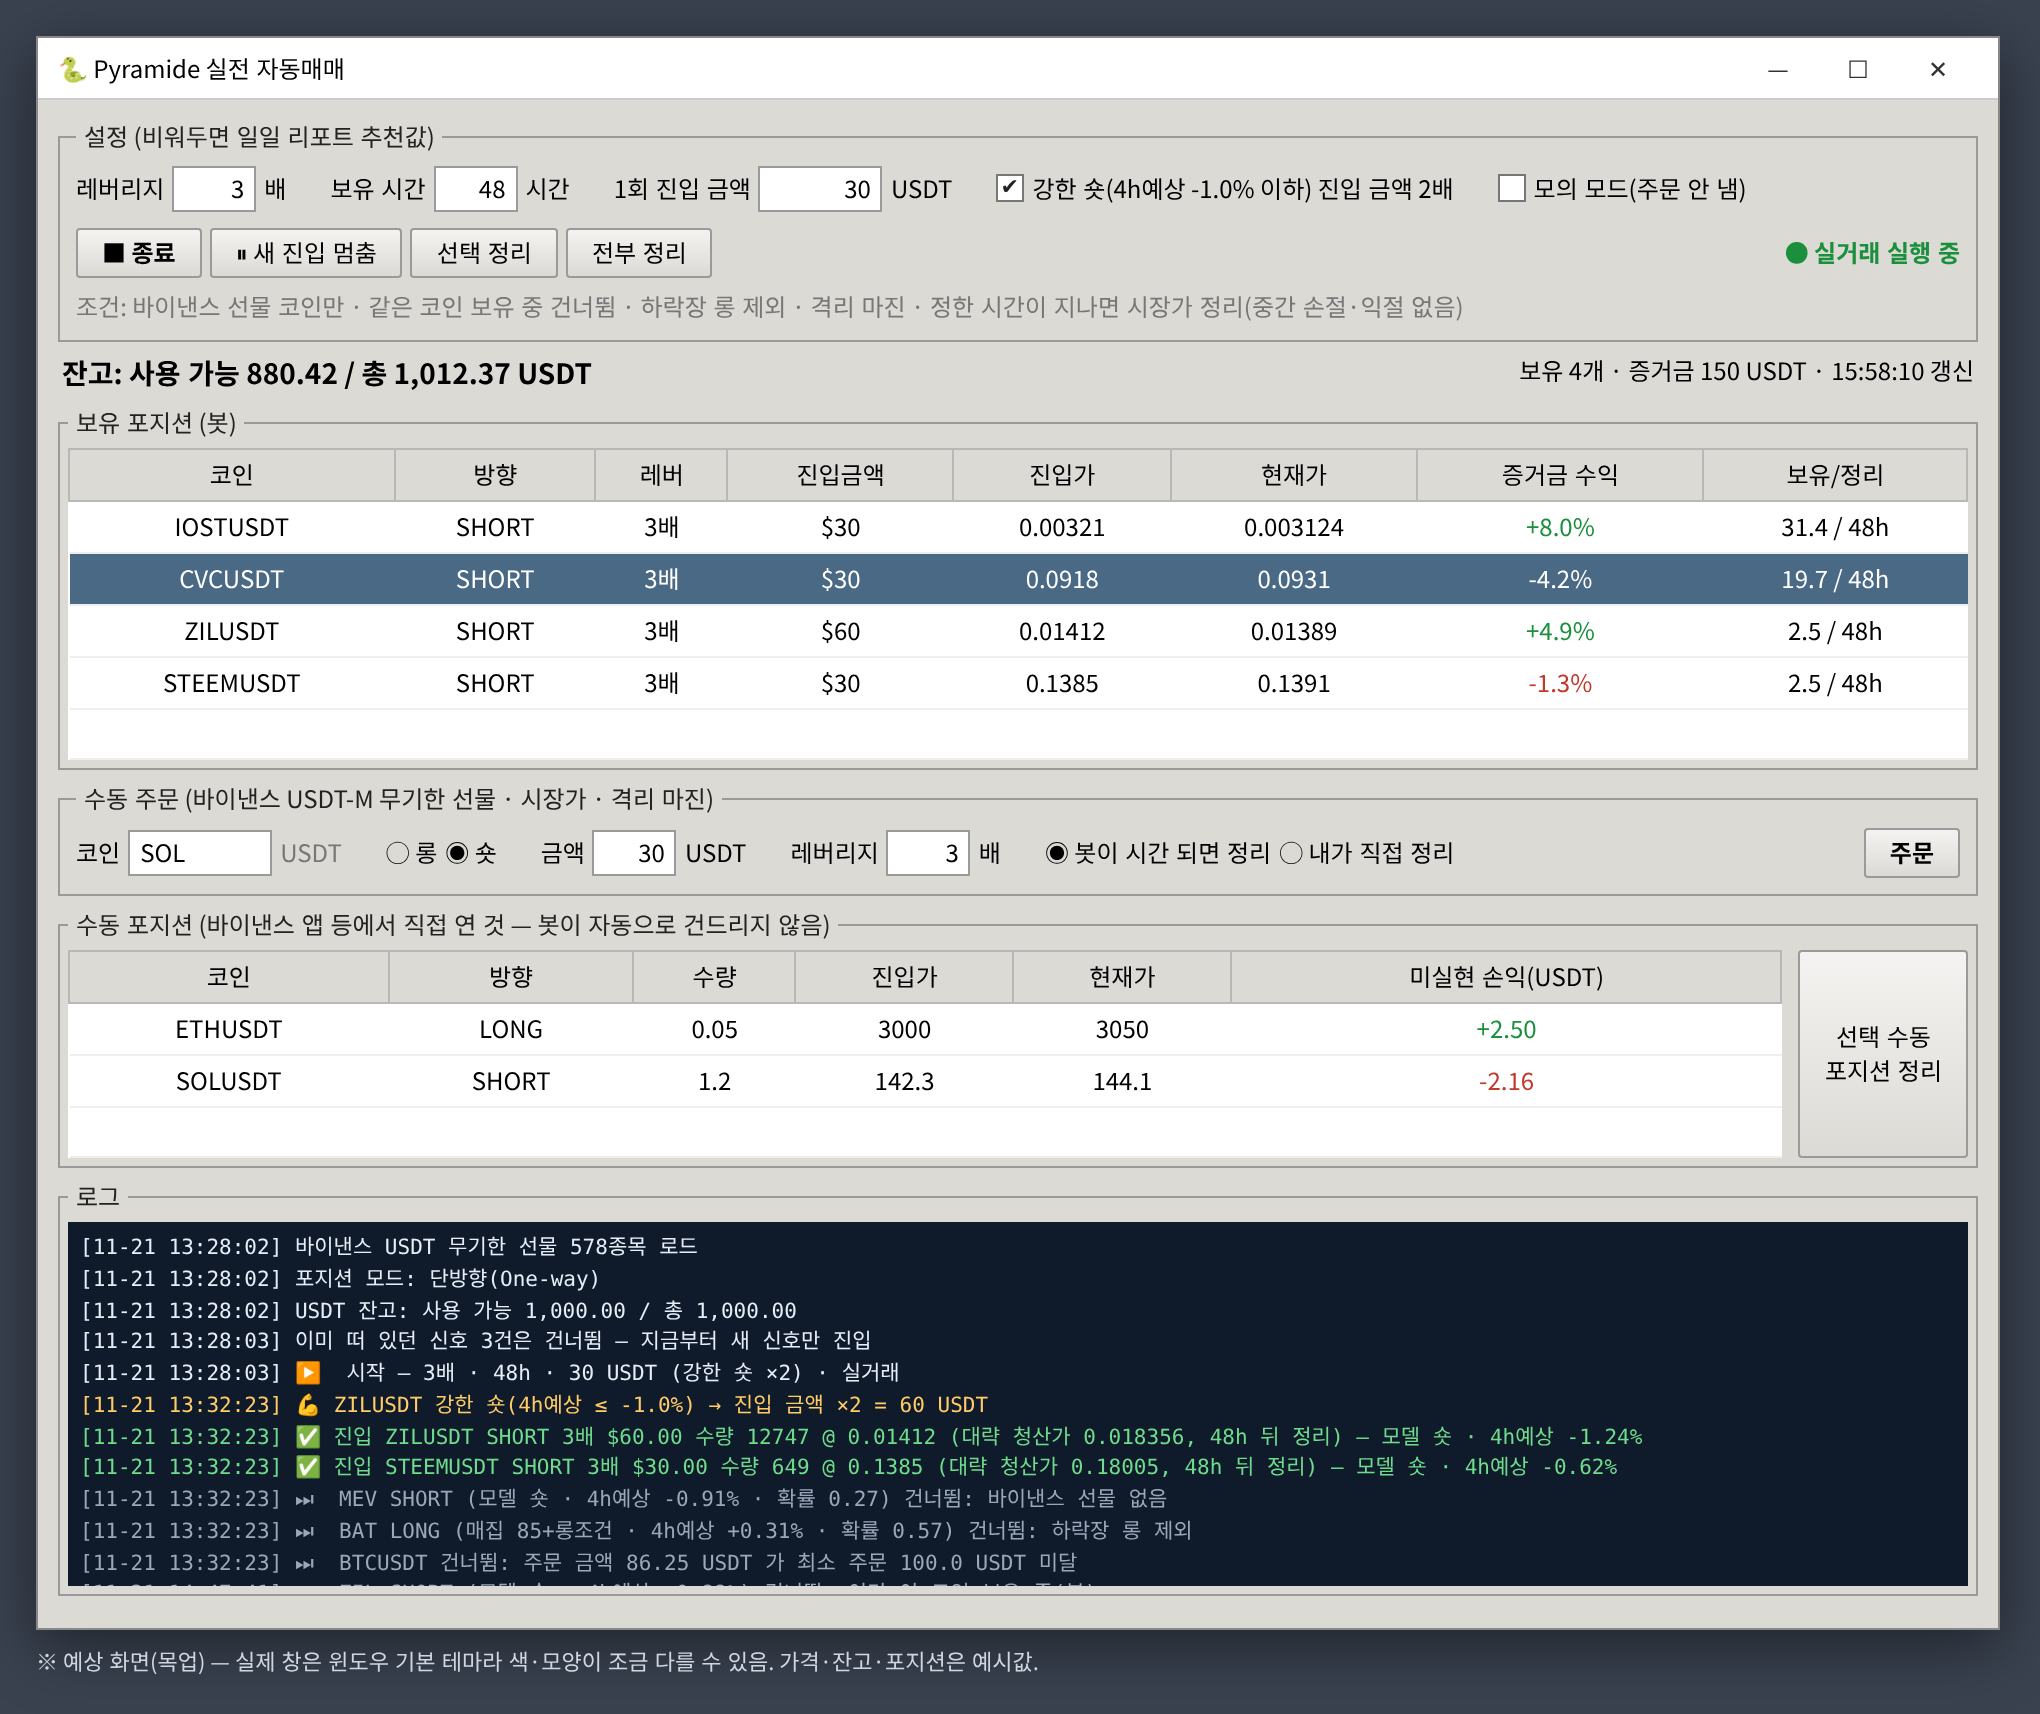 🐍 Pyramide 실전 자동매매
설정 (비워두면 일일 리포트 추천값)
레버리지 3 배 보유 시간 48 시간 1회 진입 금액 30 USDT ✔ 강한 숏(4h예상 -1.0% 이하) 진입 금액 2배 모의 모드(주문 안 냄)
■ 종료 ⏸ 새 진입 멈춤 선택 정리 전부 정리 ● 실거래 실행 중
조건: 바이낸스 선물 코인만 · 같은 코인 보유 중 건너뜀 · 하락장 롱 제외 · 격리 마진 · 정한 시간이 지나면 시장가 정리(중간 손절·익절 없음)
잔고: 사용 가능 880.42 / 총 1,012.37 USDT 보유 4개 · 증거금 150 USDT · 15:58:10 갱신
보유 포지션 (봇)
코인 방향 레버 진입금액 진입가 현재가 증거금 수익 보유/정리
IOSTUSDT SHORT 3배 $30 0.00321 0.003124 +8.0% 31.4 / 48h
CVCUSDT SHORT 3배 $30 0.0918 0.0931 -4.2% 19.7 / 48h
ZILUSDT SHORT 3배 $60 0.01412 0.01389 +4.9% 2.5 / 48h
STEEMUSDT SHORT 3배 $30 0.1385 0.1391 -1.3% 2.5 / 48h
수동 주문 (바이낸스 USDT-M 무기한 선물 · 시장가 · 격리 마진)
코인 SOL USDT 롱 숏 금액 30 USDT 레버리지 3 배 봇이 시간 되면 정리 내가 직접 정리 주문
수동 포지션 (바이낸스 앱 등에서 직접 연 것 — 봇이 자동으로 건드리지 않음)
코인 방향 수량 진입가 현재가 미실현 손익(USDT)
ETHUSDT LONG 0.05 3000 3050 +2.50
SOLUSDT SHORT 1.2 142.3 144.1 -2.16
선택 수동
포지션 정리
로그
[11-21 13:28:02] 바이낸스 USDT 무기한 선물 578종목 로드
[11-21 13:28:02] 포지션 모드: 단방향(One-way)
[11-21 13:28:02] USDT 잔고: 사용 가능 1,000.00 / 총 1,000.00
[11-21 13:28:03] 이미 떠 있던 신호 3건은 건너뜀 — 지금부터 새 신호만 진입
[11-21 13:28:03] ▶️ 시작 — 3배 · 48h · 30 USDT (강한 숏 ×2) · 실거래
[11-21 13:32:23] 💪 ZILUSDT 강한 숏(4h예상 ≤ -1.0%) → 진입 금액 ×2 = 60 USDT
[11-21 13:32:23] ✅ 진입 ZILUSDT SHORT 3배 $60.00 수량 12747 @ 0.01412 (대략 청산가 0.018356, 48h 뒤 정리) — 모델 숏 · 4h예상 -1.24%
[11-21 13:32:23] ✅ 진입 STEEMUSDT SHORT 3배 $30.00 수량 649 @ 0.1385 (대략 청산가 0.18005, 48h 뒤 정리) — 모델 숏 · 4h예상 -0.62%
[11-21 13:32:23] ⏭ MEV SHORT (모델 숏 · 4h예상 -0.91% · 확률 0.27) 건너뜀: 바이낸스 선물 없음
[11-21 13:32:23] ⏭ BAT LONG (매집 85+롱조건 · 4h예상 +0.31% · 확률 0.57) 건너뜀: 하락장 롱 제외
[11-21 13:32:23] ⏭ BTCUSDT 건너뜀: 주문 금액 86.25 USDT 가 최소 주문 100.0 USDT 미달
※ 예상 화면(목업) — 실제 창은 윈도우 기본 테마라 색·모양이 조금 다를 수 있음. 가격·잔고·포지션은 예시값.